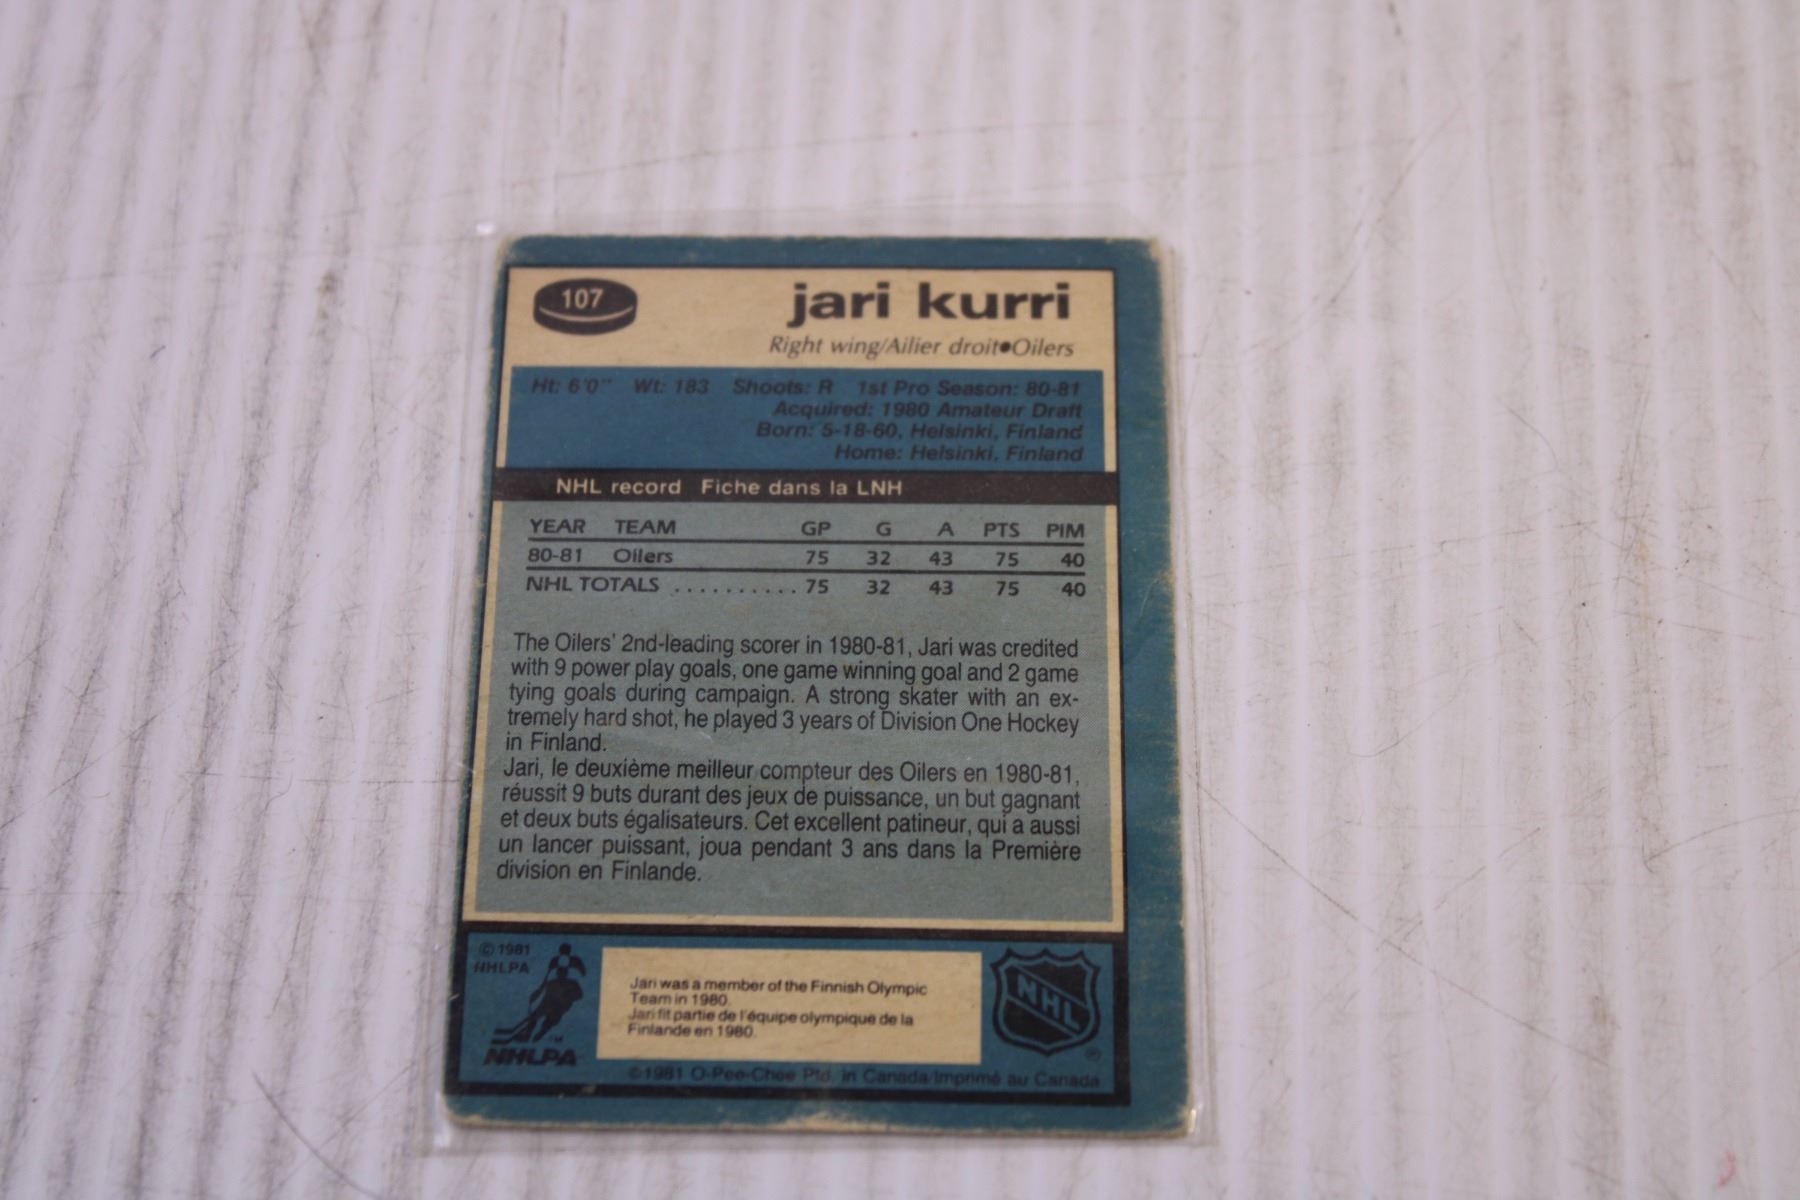 107
jari kurri
Right wing/Ailier droit•Oilers
Ht: 6'0" Wt: 183 Shoots: R 1st Pro Season: 80-81
Acquired: 1980 Amateur Draft
Born: 5-18-60, Helsinki, Finland
Home: Helsinki, Finland
NHL record Fiche dans la LNH
YEAR TEAM GP G A PTS PIM
80-81 Oilers 75 32 43 75 40
NHL TOTALS .......... 75 32 43 75 40
The Oilers' 2nd-leading scorer in 1980-81, Jari was credited
with 9 power play goals, one game winning goal and 2 game
tying goals during campaign. A strong skater with an ex-
tremely hard shot, he played 3 years of Division One Hockey
in Finland.
Jari, le deuxième meilleur compteur des Oilers en 1980-81,
réussit 9 buts durant des jeux de puissance, un but gagnant
et deux buts égalisateurs. Cet excellent patineur, qui a aussi
un lancer puissant, joua pendant 3 ans dans la Première
division en Finlande.
© 1981
NHLPA
TM
NHLPA
Jari was a member of the Finnish Olympic
Team in 1980.
Jari fit partie de l'équipe olympique de la
Finlande en 1980.
NHL
®
©1981 O-Pee-Chee Ptd. in Canada/Imprimé au Canada